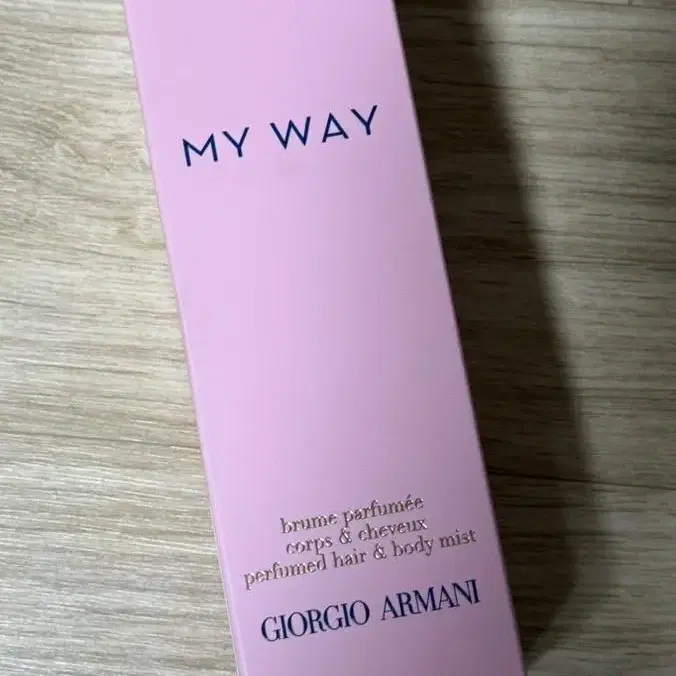 MY WAY
brume parfumée
corps & cheveux
perfumed hair & body mist
GIORGIO ARMANI